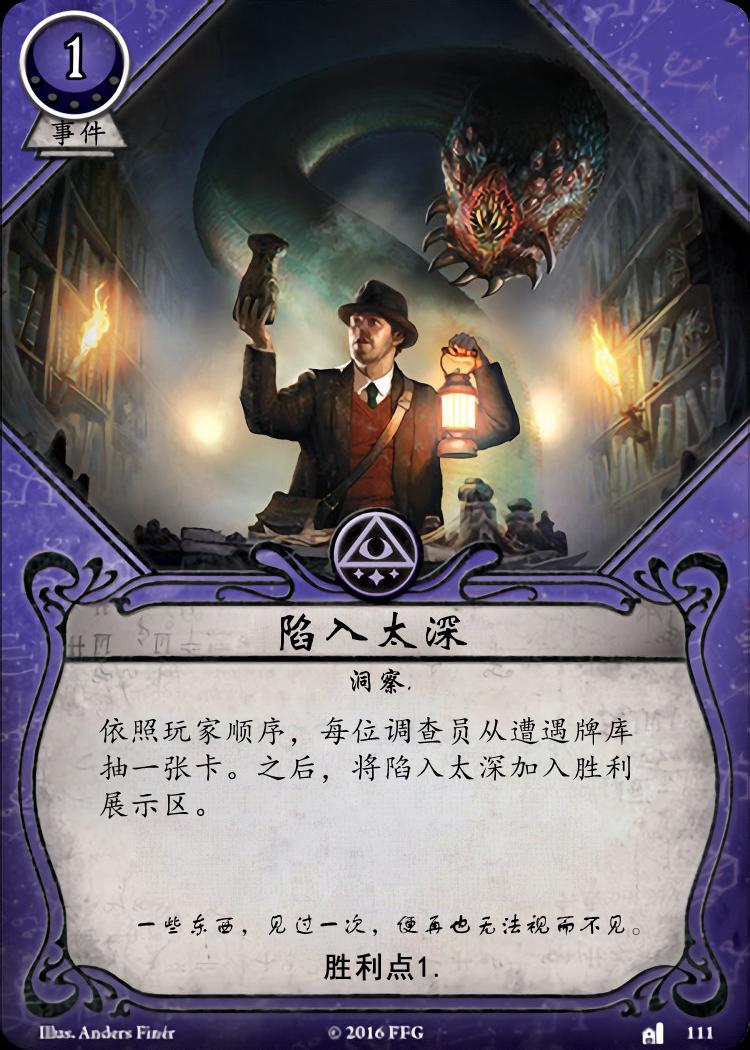 1
事件
陷入太深
洞察.
依照玩家顺序，每位调查员从遭遇牌库
抽一张卡。之后，将陷入太深加入胜利
展示区。
一些东西，见过一次，便再也无法视而不见。
胜利点1.
Illus. Anders Finér
© 2016 FFG
111